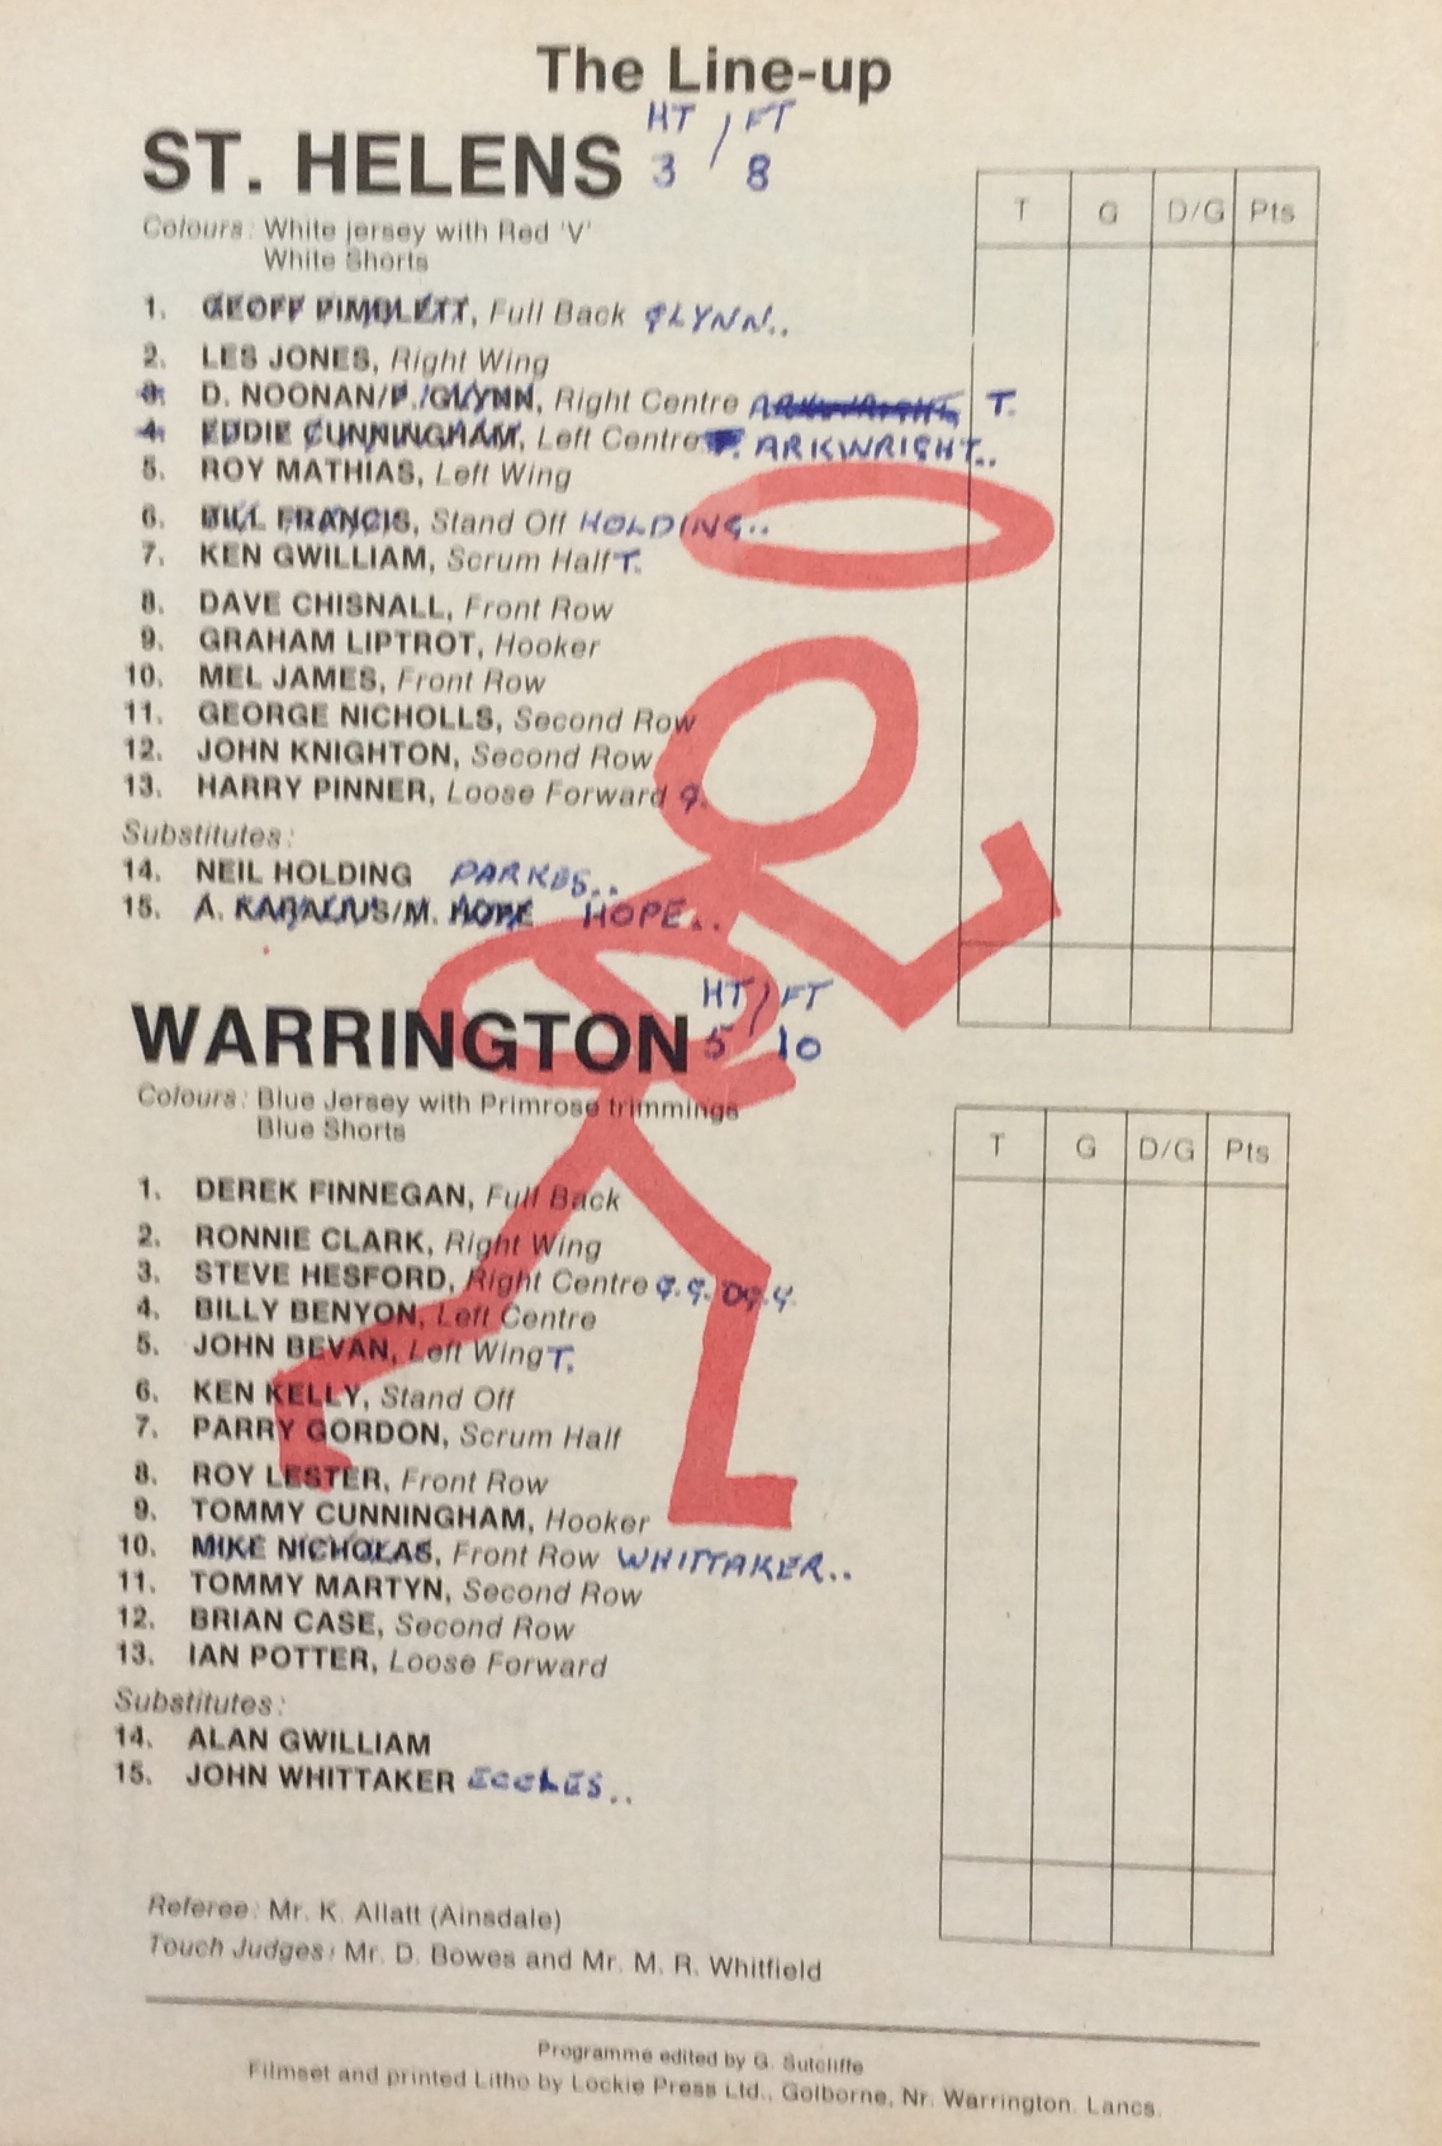 The Line-up
ST. HELENS HT / FT
3 8
Colours: White jersey with Red 'V'
White Shorts
T G D/G Pts
1. GEOFF PIMBLETT, Full Back GLYNN..
2. LES JONES, Right Wing
3. D. NOONAN/P. GLYNN, Right Centre ARKWRIGHT T.
4. EDDIE CUNNINGHAM, Left Centre ARKWRIGHT..
5. ROY MATHIAS, Left Wing
6. BILL FRANCIS, Stand Off HOLDING..
7. KEN GWILLIAM, Scrum Half T.
8. DAVE CHISNALL, Front Row
9. GRAHAM LIPTROT, Hooker
10. MEL JAMES, Front Row
11. GEORGE NICHOLLS, Second Row
12. JOHN KNIGHTON, Second Row
13. HARRY PINNER, Loose Forward G.
Substitutes:
14. NEIL HOLDING PARKES..
15. A. KARALIUS/M. HOPE HOPE..
WARRINGTON HT / FT
5 10
Colours: Blue Jersey with Primrose trimmings
Blue Shorts
T G D/G Pts
1. DEREK FINNEGAN, Full Back
2. RONNIE CLARK, Right Wing
3. STEVE HESFORD, Right Centre G.G.DG.G.
4. BILLY BENYON, Left Centre
5. JOHN BEVAN, Left Wing T.
6. KEN KELLY, Stand Off
7. PARRY GORDON, Scrum Half
8. ROY LESTER, Front Row
9. TOMMY CUNNINGHAM, Hooker
10. MIKE NICHOLAS, Front Row WHITTAKER..
11. TOMMY MARTYN, Second Row
12. BRIAN CASE, Second Row
13. IAN POTTER, Loose Forward
Substitutes:
14. ALAN GWILLIAM
15. JOHN WHITTAKER ECCLES..
Referee: Mr. K. Allatt (Ainsdale)
Touch Judges: Mr. D. Bowes and Mr. M. R. Whitfield
Programme edited by G. Sutcliffe
Filmset and printed Litho by Lockie Press Ltd., Golborne, Nr. Warrington. Lancs.